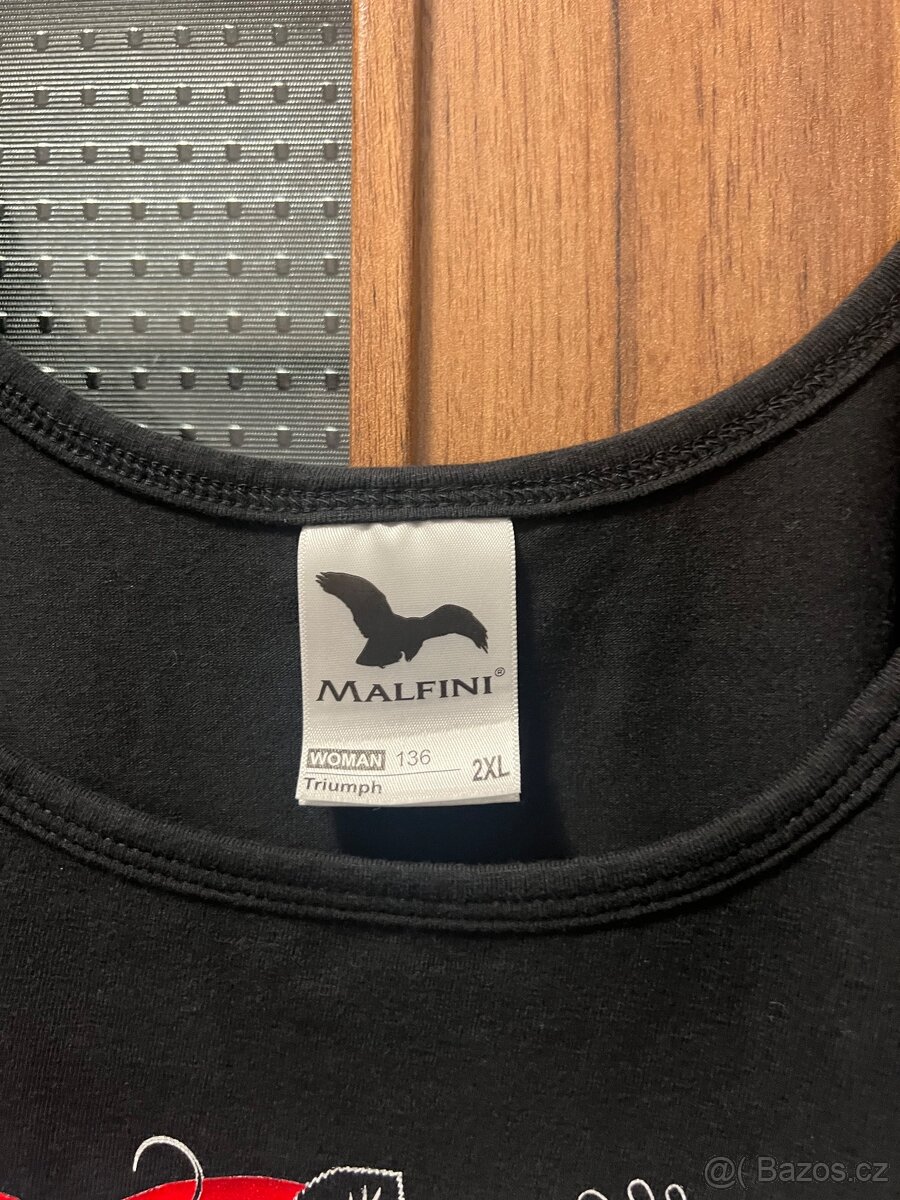 MALFINI®
WOMAN 136
Triumph 2XL
@( Bazos.cz